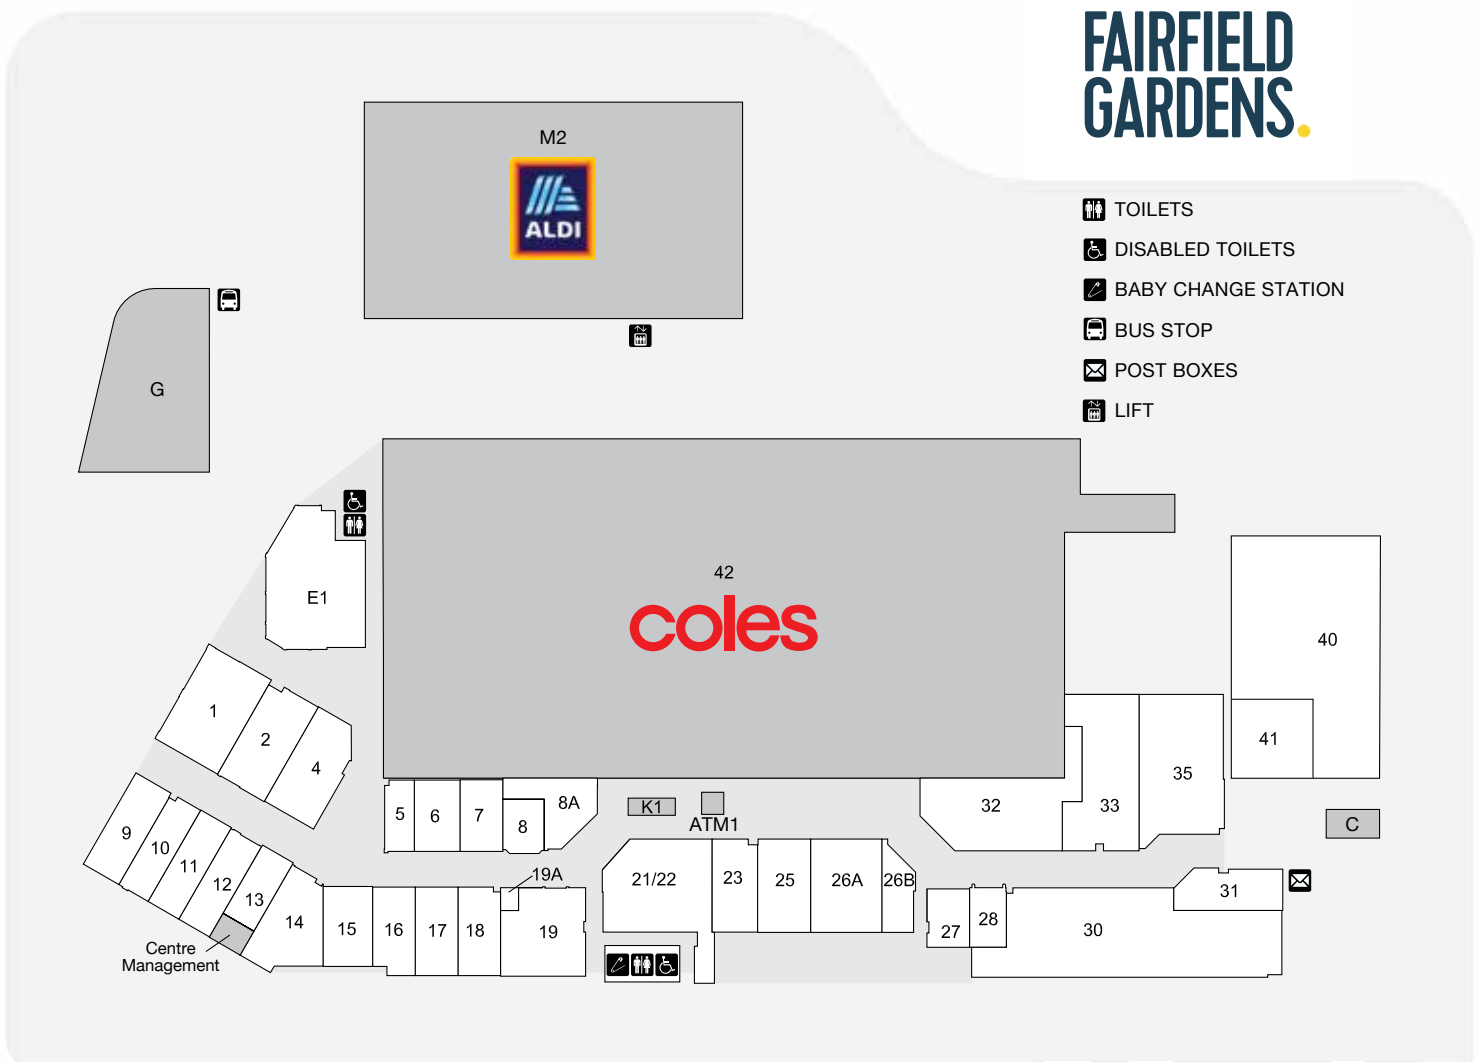 FAIRFIELD
GARDENS.
TOILETS
DISABLED TOILETS
BABY CHANGE STATION
BUS STOP
POST BOXES
LIFT
M2
ALDI
G
E1
42
coles
40
41
1
2
4
5
6
7
8
8A
K1
ATM1
32
33
35
C
9
10
11
12
13
14
15
16
17
18
19A
19
21/22
23
25
26A
26B
27
28
30
31
Centre
Management